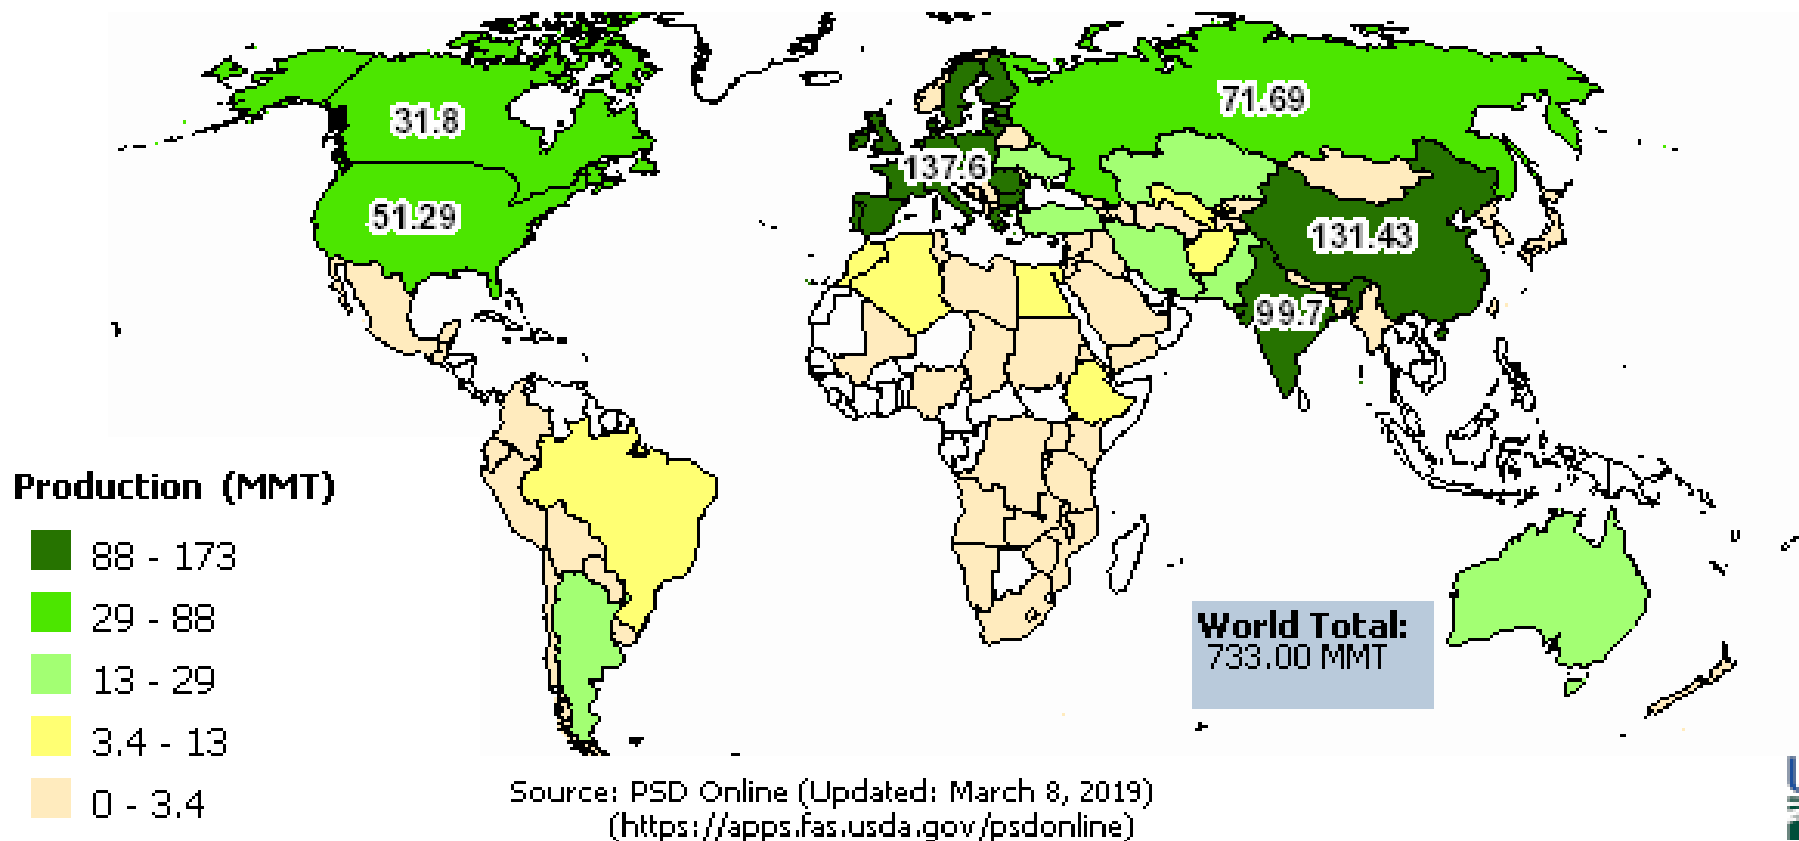 31.8
71.69
137.6
51.29
131.43
99.7
Production (MMT)
88 - 173
29 - 88
13 - 29
3.4 - 13
0 - 3.4
World Total:
733.00 MMT
Source: PSD Online (Updated: March 8, 2019)
(https://apps.fas.usda.gov/psdonline)